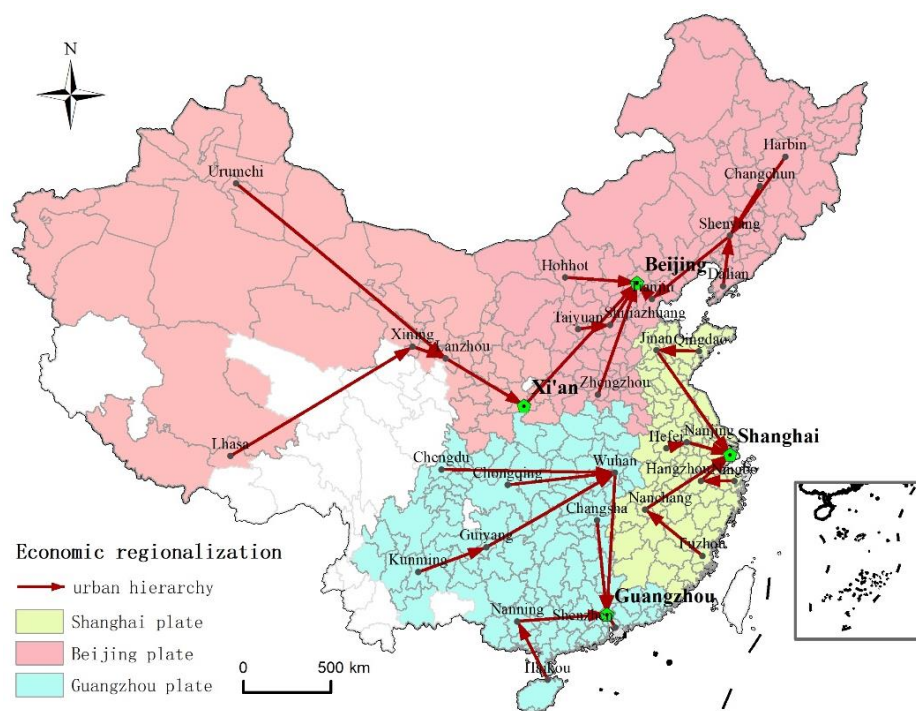 N
Harbin
Urumchi
Changchun
Shenyang
Hohhot
Beijing
Tianjin
Dalian
Taiyuan
Shijiazhuang
Xining
Lanzhou
Jinan
Qingdao
Xi'an
Zhengzhou
Lhasa
Hefei
Nanjing
Shanghai
Chengdu
Wuhan
Hangzhou
Ningbo
Chongqing
Changsha
Nanchang
Economic regionalization
Guiyang
Fuzhou
urban hierarchy
Kunming
Guangzhou
Shanghai plate
Nanning
Shenzhen
Beijing plate
0 500 km
Haikou
Guangzhou plate